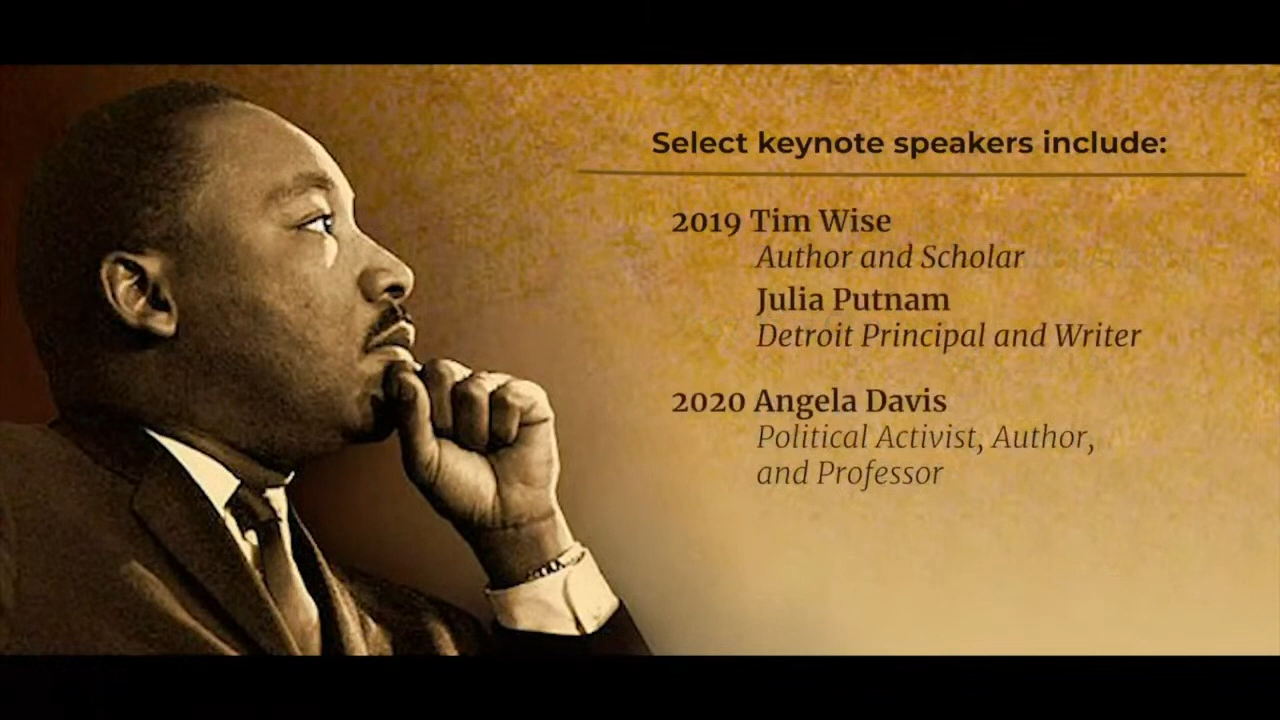 Select keynote speakers include:
2019 Tim Wise
Author and Scholar
Julia Putnam
Detroit Principal and Writer
2020 Angela Davis
Political Activist, Author,
and Professor